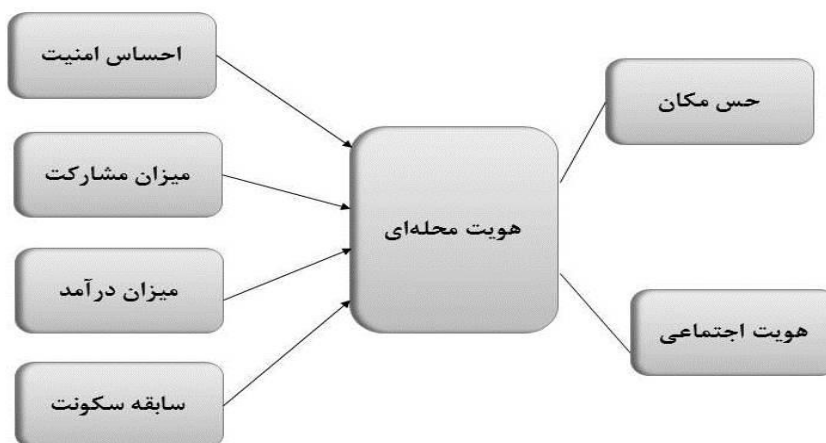 احساس امنیت
میزان مشارکت
میزان درآمد
سابقه سکونت
هویت محله‌ای
حس مکان
هویت اجتماعی